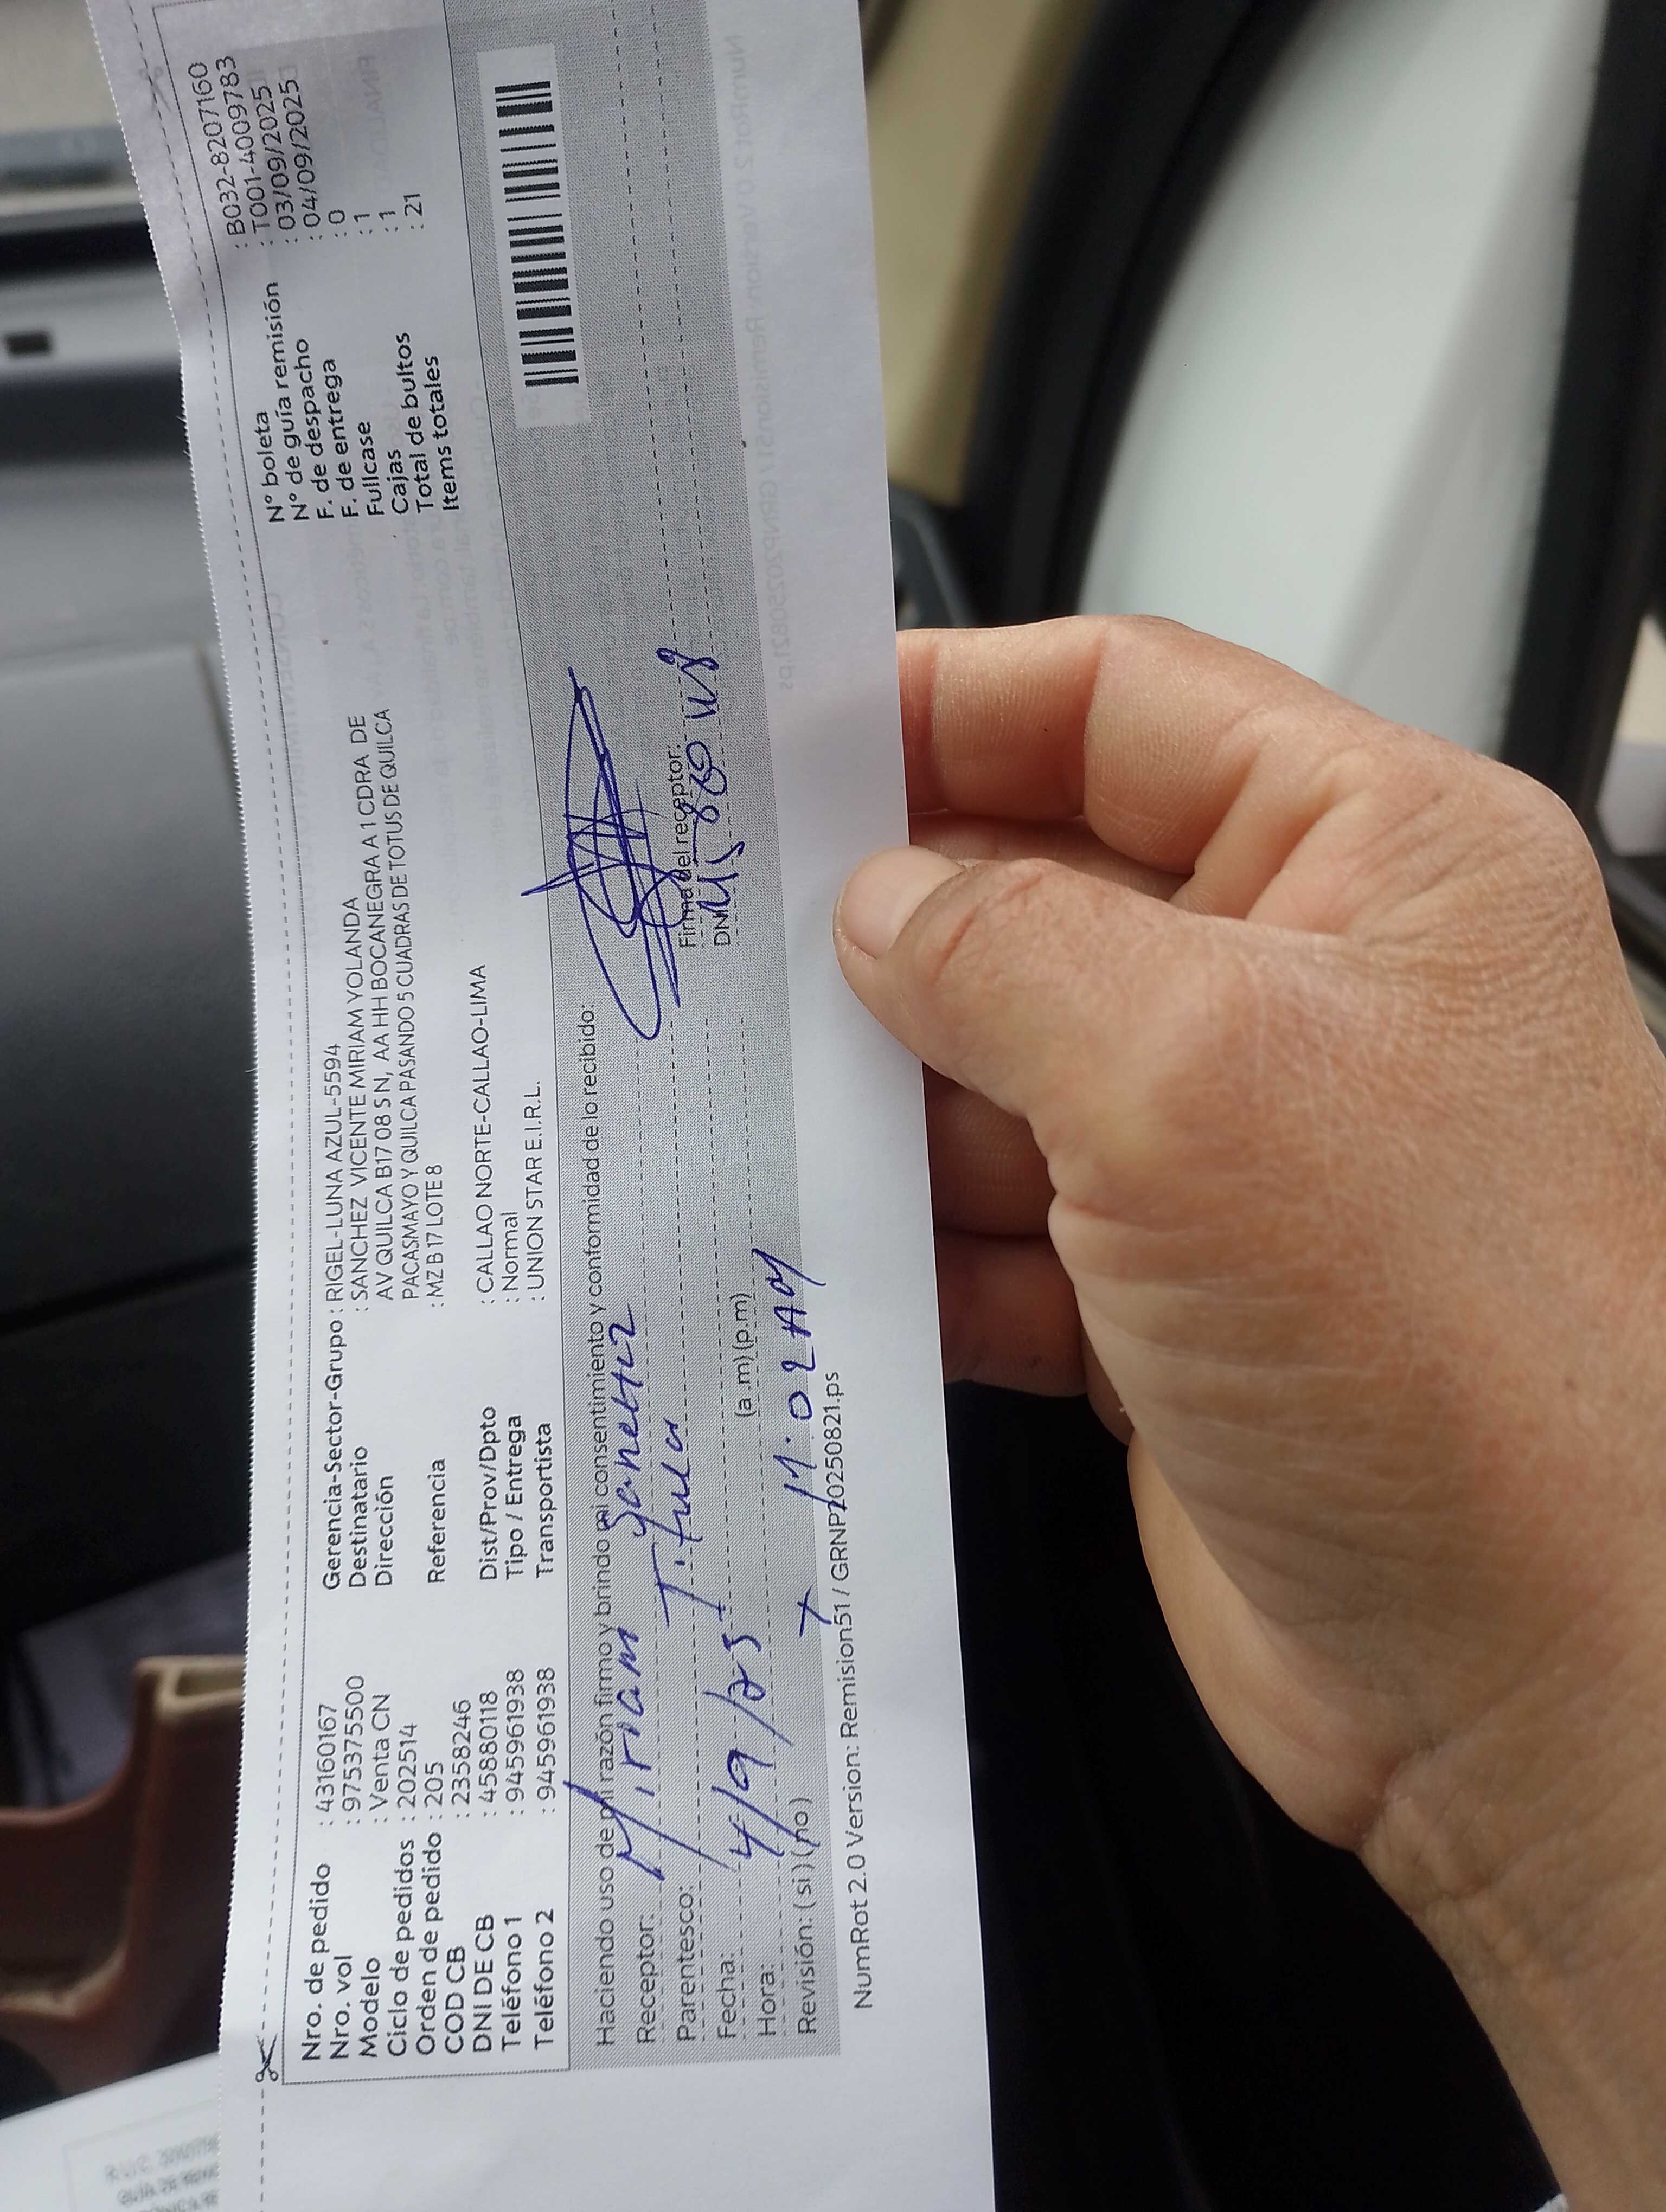 Nro. de pedido : 43160167
Nro. vol : 975375500
Modelo : Venta CN
Ciclo de pedidos : 202514
Orden de pedido : 205
COD CB : 2358246
DNI DE CB : 45880118
Teléfono 1 : 945961938
Teléfono 2 : 945961938
Gerencia-Sector-Grupo : RIGEL-LUNA AZUL-5594
Destinatario : SANCHEZ VICENTE MIRIAM YOLANDA
Dirección AV QUILCA B17 08 S N, AA HH BOCANEGRA A 1 CDRA DE
PACASMAYO Y QUILCA PASANDO 5 CUADRAS DE TOTUS DE QUILCA
Referencia : MZ B 17 LOTE 8
Dist/Prov/Dpto : CALLAO NORTE-CALLAO-LIMA
Tipo / Entrega : Normal
Transportista : UNION STAR E.I.R.L.
N° boleta : B032-8207160
N° de guía remisión : T001-4009783
F. de despacho : 03/09/2025
F. de entrega : 04/09/2025
Fullcase : 0
Cajas : 1
Total de bultos : 1
Items totales : 21
Haciendo uso de mi razón firmo y brindo mi consentimiento y conformidad de lo recibido:
Receptor: Miriam
Parentesco: Titular
Firma del receptor:
Fecha: 4/9/25
DNI
Hora: (a.m)(p.m)
11:02 AM
Revisión: ( si ) ( no )
NumRot 2.0 Version: Remision51 / GRNP20250821.ps